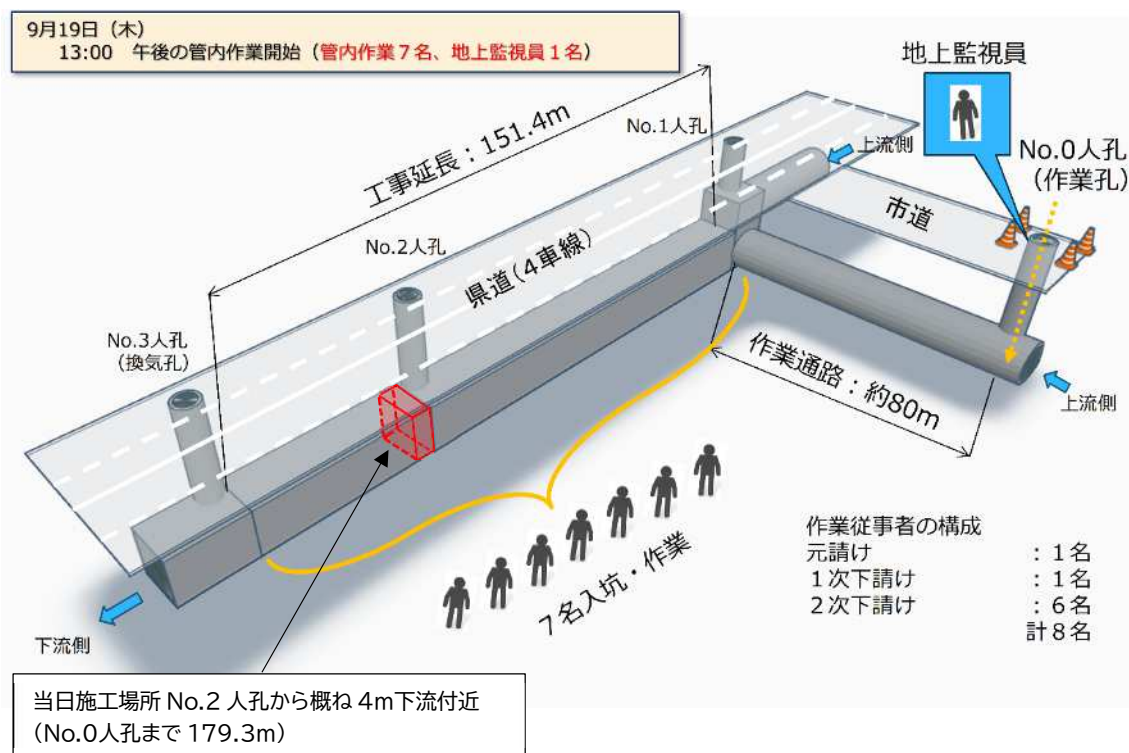 9月19日（木）
13:00　午後の管内作業開始（管内作業７名、地上監視員１名）
地上監視員
工事延長：151.4m
No.1人孔
上流側
No.0人孔
（作業孔）
市道
No.2人孔
県道(４車線)
No.3人孔
（換気孔）
作業通路：約80m
上流側
７名入坑・作業
作業従事者の構成
元請け　：１名
１次下請け　：１名
２次下請け　：６名
計８名
下流側
当日施工場所 No.2 人孔から概ね 4m下流付近
（No.0人孔まで 179.3m）